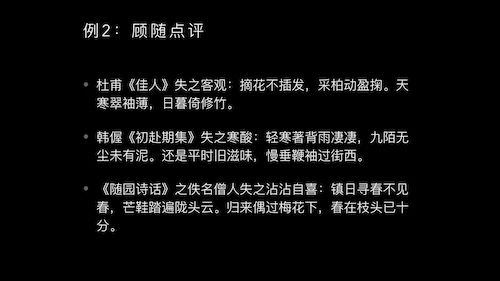 例2：顾随点评
• 杜甫《佳人》失之客观：摘花不插发，采柏动盈掬。天
寒翠袖薄，日暮倚修竹。
• 韩偓《初赴期集》失之寒酸：轻寒著背雨凄凄，九陌无
尘未有泥。还是平时旧滋味，慢垂鞭袖过街西。
• 《随园诗话》之佚名僧人失之沾沾自喜：镇日寻春不见
春，芒鞋踏遍陇头云。归来偶过梅花下，春在枝头已十
分。